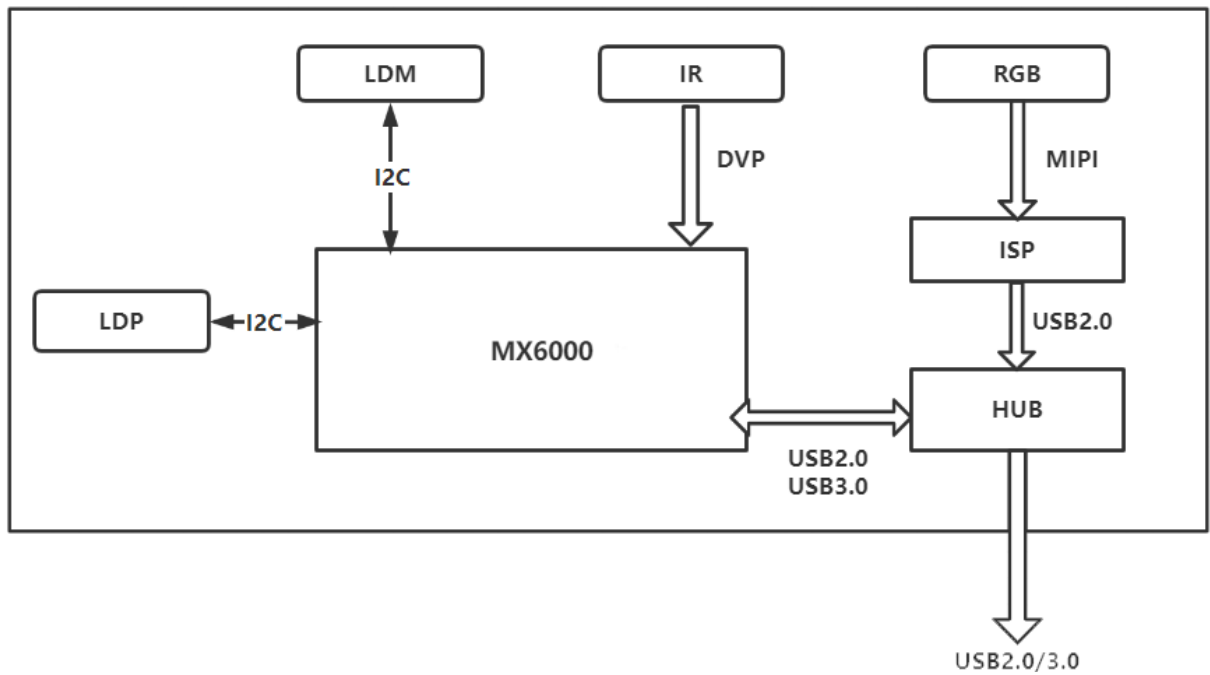 LDM
IR
RGB
DVP
MIPI
I2C
ISP
LDP
I2C
USB2.0
MX6000
HUB
USB2.0
USB3.0
USB2.0/3.0